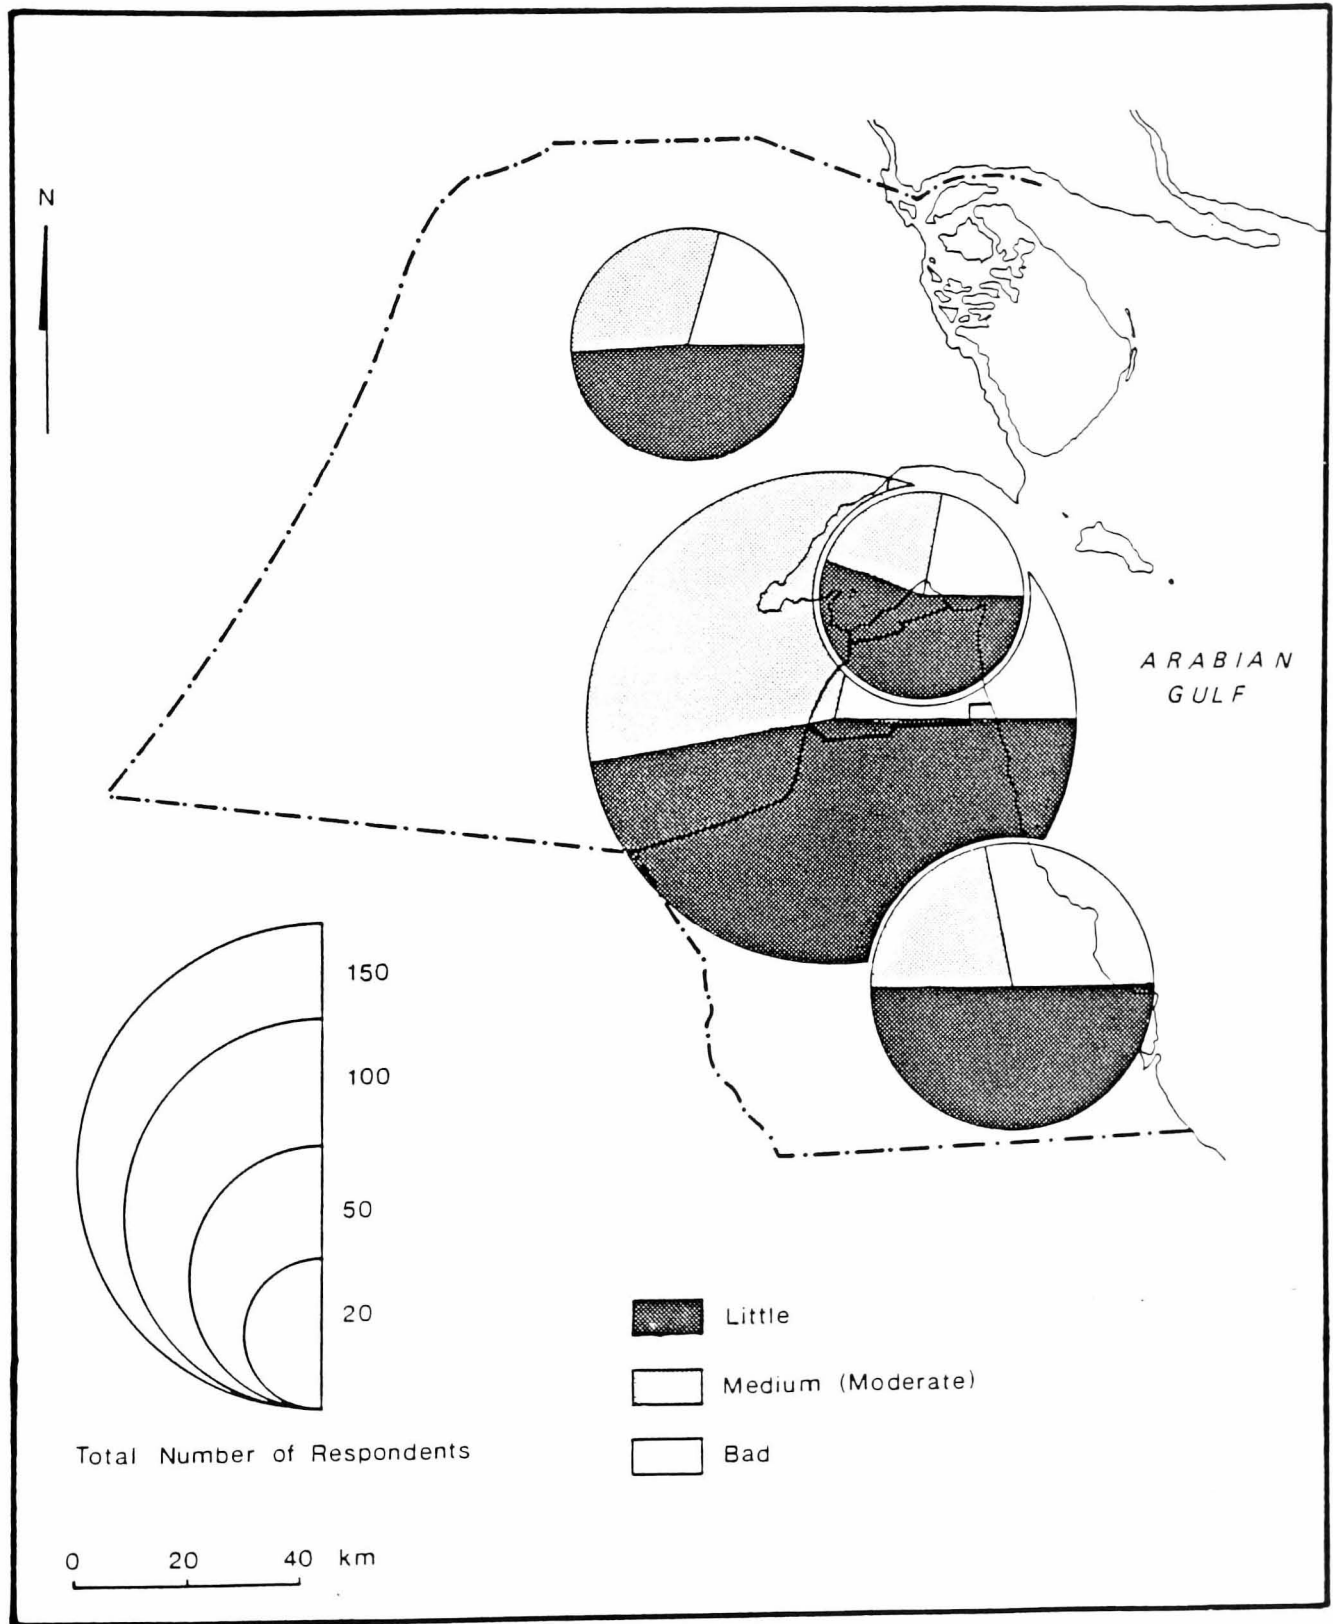 N
ARABIAN
GULF
150
100
50
20
Total Number of Respondents
Little
Medium (Moderate)
Bad
0 20 40 km